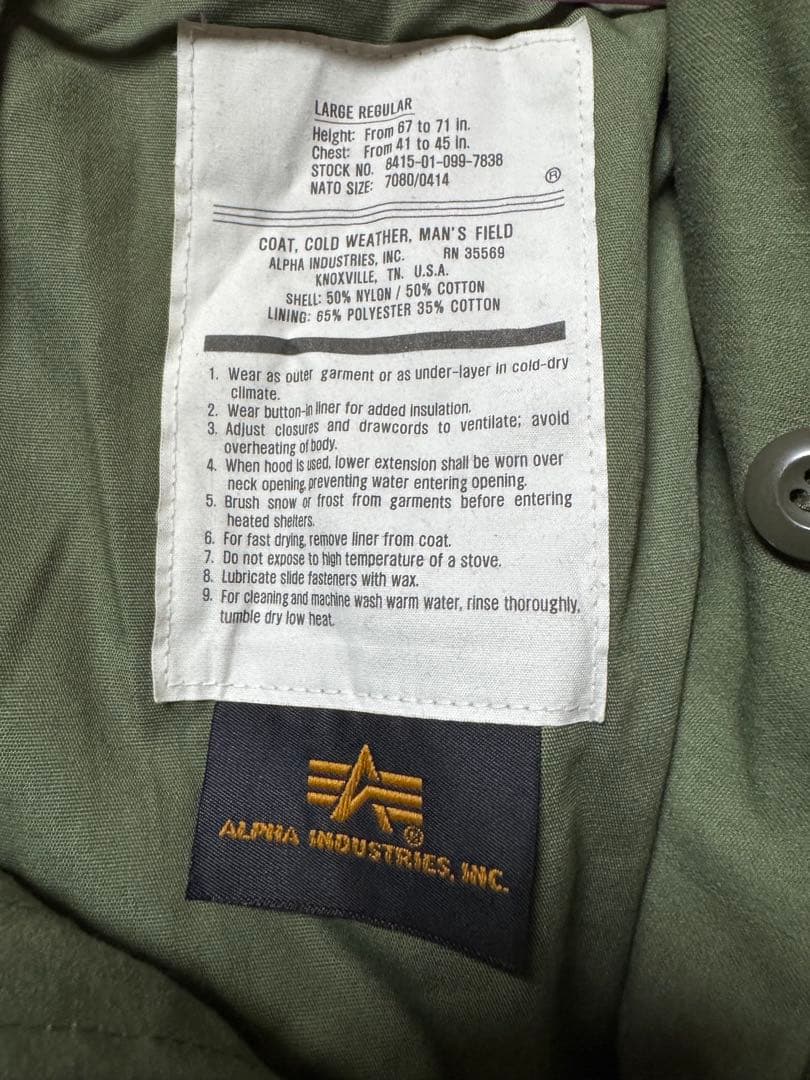 LARGE REGULAR
Height: From 67 to 71 in.
Chest: From 41 to 45 in.
STOCK NO. 8415-01-099-7838
NATO SIZE: 7080/0414
®
COAT, COLD WEATHER, MAN'S FIELD
ALPHA INDUSTRIES, INC. RN 35569
KNOXVILLE, TN. U.S.A.
SHELL: 50% NYLON / 50% COTTON
LINING: 65% POLYESTER 35% COTTON
1. Wear as outer garment or as under-layer in cold-dry
climate.
2. Wear button-in liner for added insulation.
3. Adjust closures and drawcords to ventilate; avoid
overheating of body.
4. When hood is used, lower extension shall be worn over
neck opening, preventing water entering opening.
5. Brush snow or frost from garments before entering
heated shelters.
6. For fast drying, remove liner from coat.
7. Do not expose to high temperature of a stove.
8. Lubricate slide fasteners with wax.
9. For cleaning and machine wash warm water, rinse thoroughly,
tumble dry low heat.
®
ALPHA INDUSTRIES, INC.